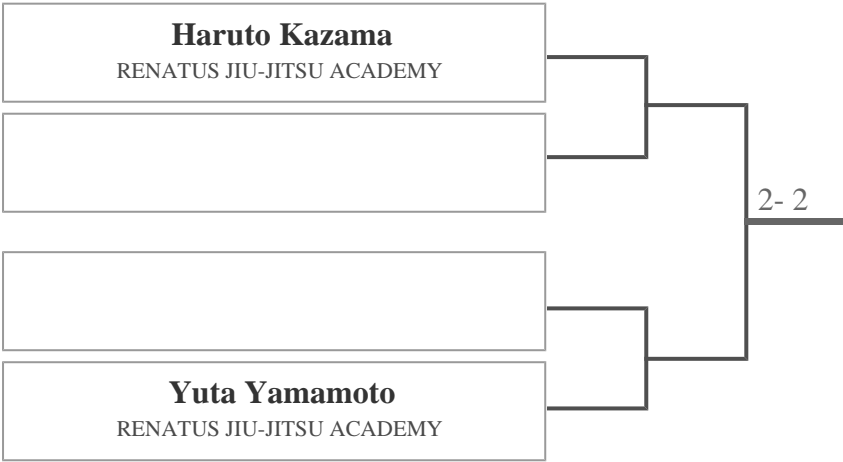 Haruto Kazama
RENATUS JIU-JITSU ACADEMY
2- 2
Yuta Yamamoto
RENATUS JIU-JITSU ACADEMY